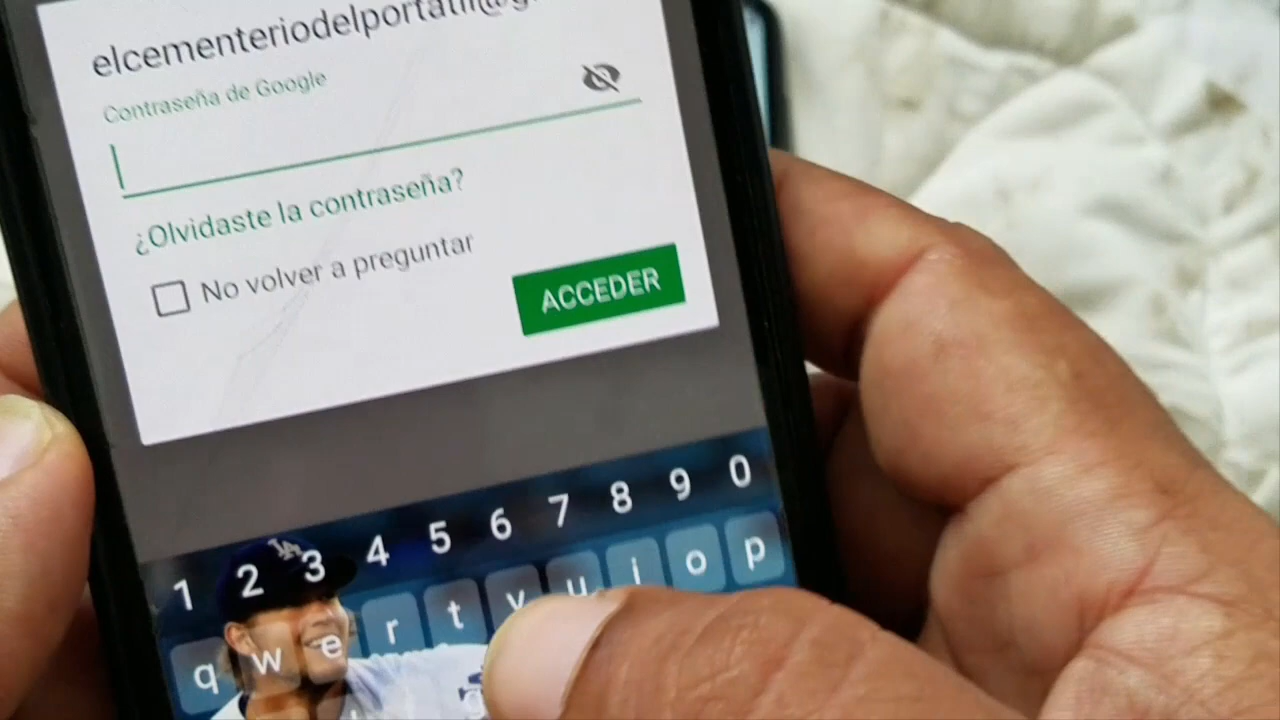 elcementeriodelportatil@g
Contraseña de Google
¿Olvidaste la contraseña?
No volver a preguntar
ACCEDER
1 2 3 4 5 6 7 8 9 0
q w e r t y u i o p
LA